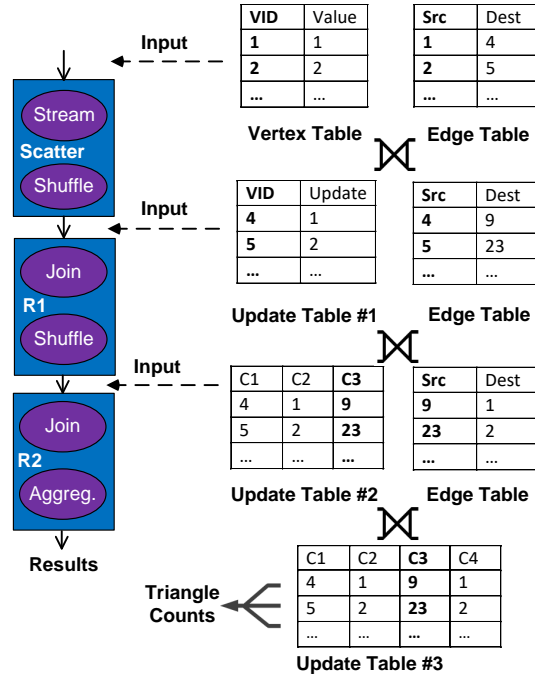 Input
VID Value Src Dest
1 1 1 4
2 2 2 5
... ... ... ...
Vertex Table Edge Table
Stream
Scatter
Shuffle
Input
VID Update Src Dest
4 1 4 9
5 2 5 23
... ... ... ...
Update Table #1 Edge Table
Join
R1
Shuffle
Input
C1 C2 C3 Src Dest
4 1 9 9 1
5 2 23 23 2
... ... ... ... ...
Update Table #2 Edge Table
Join
R2
Aggreg.
Results
C1 C2 C3 C4
4 1 9 1
5 2 23 2
... ... ... ...
Triangle
Counts
Update Table #3